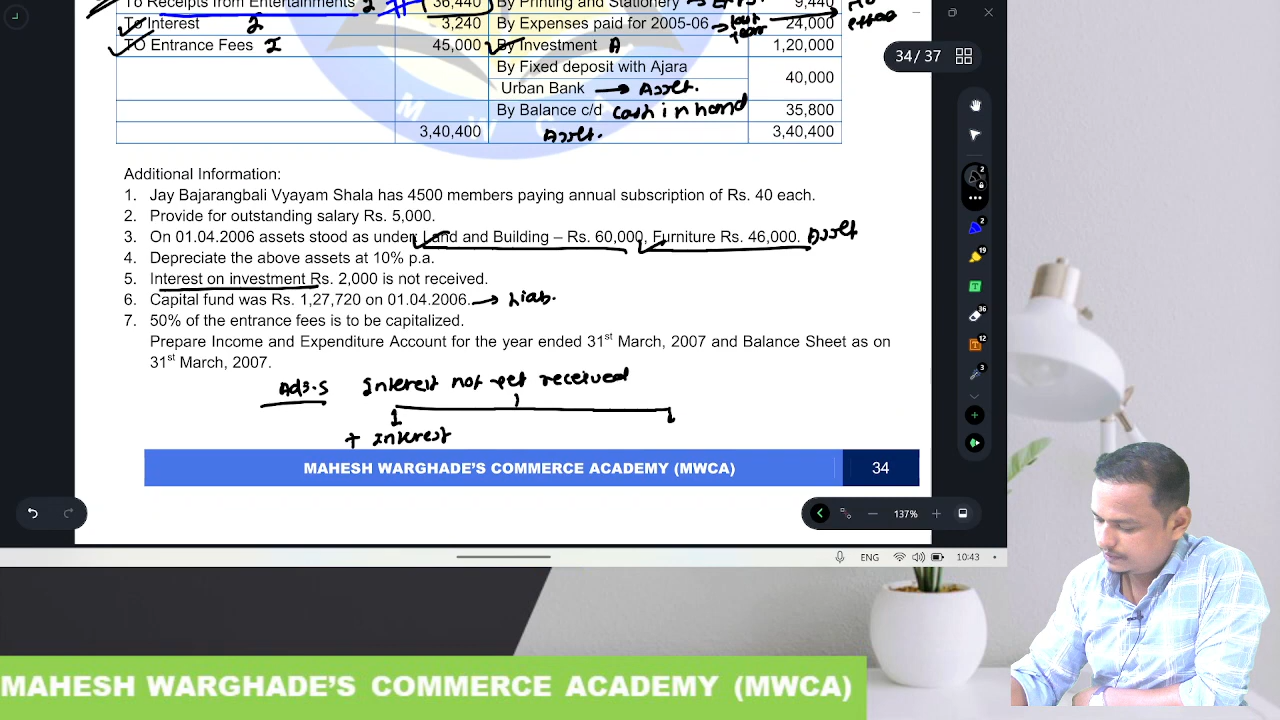 To Receipts from Entertainments I 36,440 By Printing and Stationery → 9,440
To Interest I 3,240 By Expenses paid for 2005-06 → last year 24,000
TO Entrance Fees I 45,000 By Investment A 1,20,000
By Fixed deposit with Ajara
Urban Bank → Asset. 40,000
By Balance c/d cash in hand 35,800
3,40,400 Asset. 3,40,400
MWC
34/37
Additional Information:
1. Jay Bajarangbali Vyayam Shala has 4500 members paying annual subscription of Rs. 40 each.
2. Provide for outstanding salary Rs. 5,000.
3. On 01.04.2006 assets stood as under Land and Building – Rs. 60,000, Furniture Rs. 46,000. Asset
4. Depreciate the above assets at 10% p.a.
5. Interest on investment Rs. 2,000 is not received.
6. Capital fund was Rs. 1,27,720 on 01.04.2006. → Liab.
7. 50% of the entrance fees is to be capitalized.
Prepare Income and Expenditure Account for the year ended 31st March, 2007 and Balance Sheet as on
31st March, 2007.
Adj.5 Interest not yet received
+ Interest
MAHESH WARGHADE'S COMMERCE ACADEMY (MWCA) 34
137%
ENG 10:43
MAHESH WARGHADE'S COMMERCE ACADEMY (MWCA)